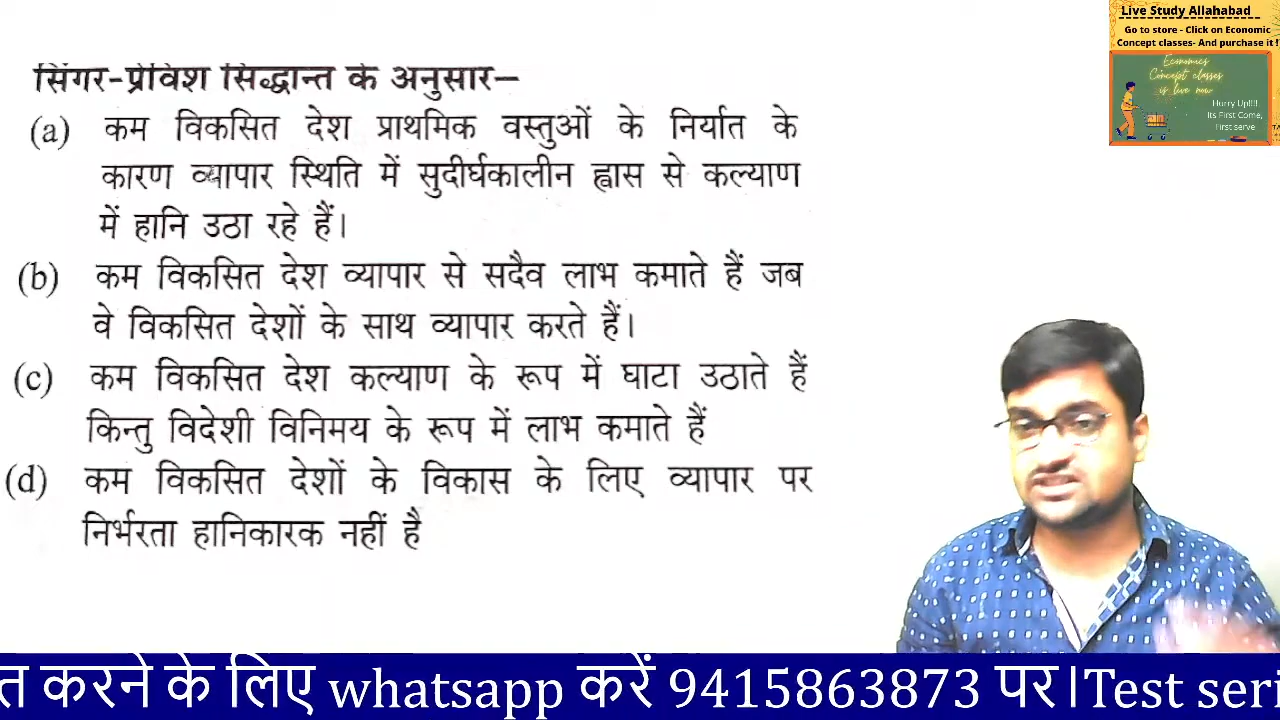 Live Study Allahabad
Go to store - Click on Economic
Concept classes- And purchase it !
Economics
Concept classes
is live now
Hurry Up!!!!
Its First Come,
First serve
सिंगर-प्रेविश सिद्धान्त के अनुसार–
(a) कम विकसित देश प्राथमिक वस्तुओं के निर्यात के
कारण व्यापार स्थिति में सुदीर्घकालीन ह्वास से कल्याण
में हानि उठा रहे हैं।
(b) कम विकसित देश व्यापार से सदैव लाभ कमाते हैं जब
वे विकसित देशों के साथ व्यापार करते हैं।
(c) कम विकसित देश कल्याण के रूप में घाटा उठाते हैं
किन्तु विदेशी विनिमय के रूप में लाभ कमाते हैं
(d) कम विकसित देशों के विकास के लिए व्यापार पर
निर्भरता हानिकारक नहीं है
त करने के लिए whatsapp करें 9415863873 पर।Test seri